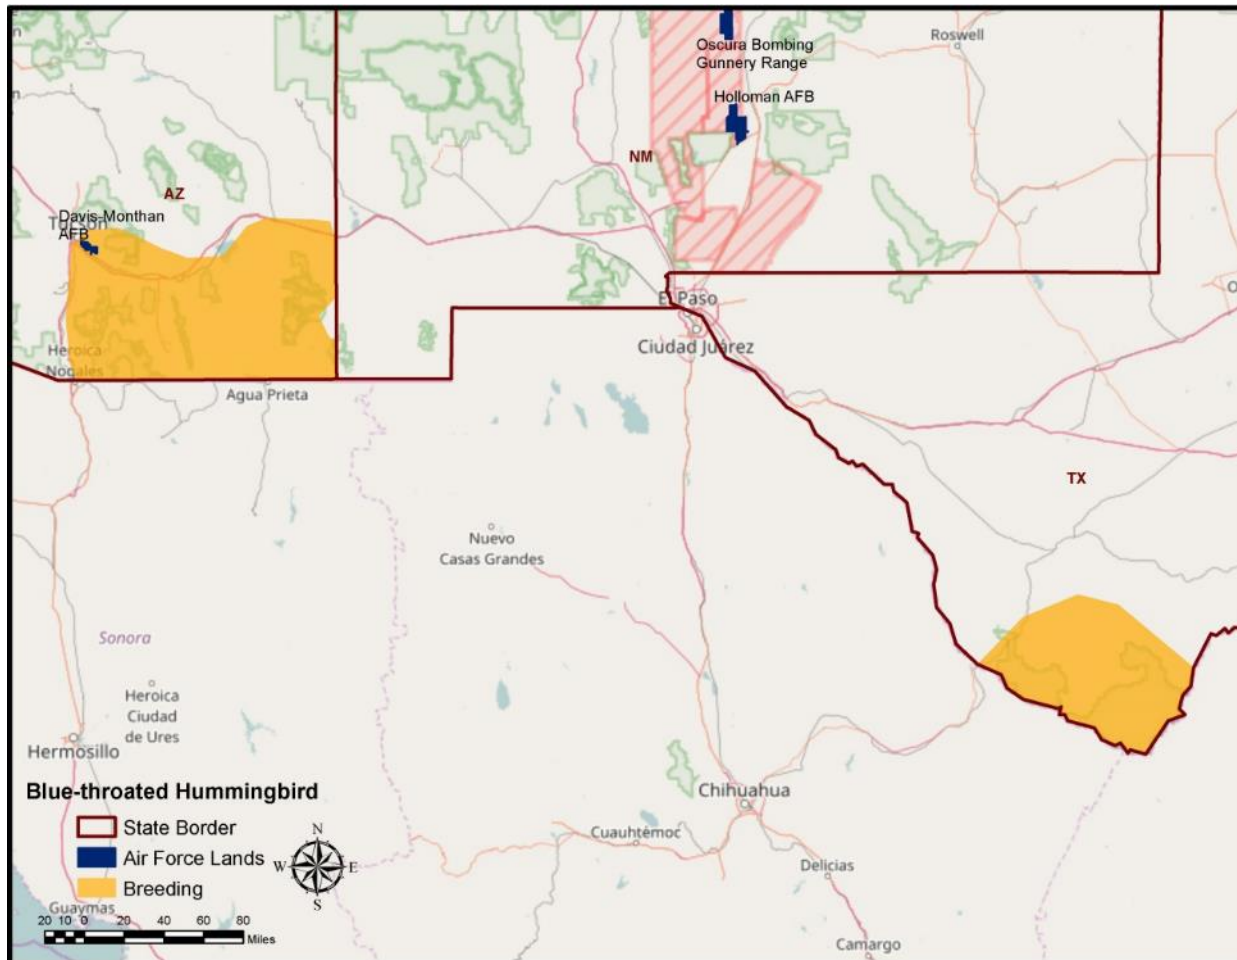 Roswell
Oscura Bombing
Gunnery Range
Holloman AFB
NM
AZ
Davis-Monthan
Tucson
AFB
El Paso
Ciudad Juárez
Heroica
Nogales
Agua Prieta
TX
Nuevo
Casas Grandes
Sonora
Heroica
Ciudad
de Ures
Hermosillo
Chihuahua
Cuauhtémoc
Delicias
Camargo
Guaymas
Blue-throated Hummingbird
State Border
Air Force Lands
Breeding
N
W E
S
20 10 0 20 40 60 80
Miles